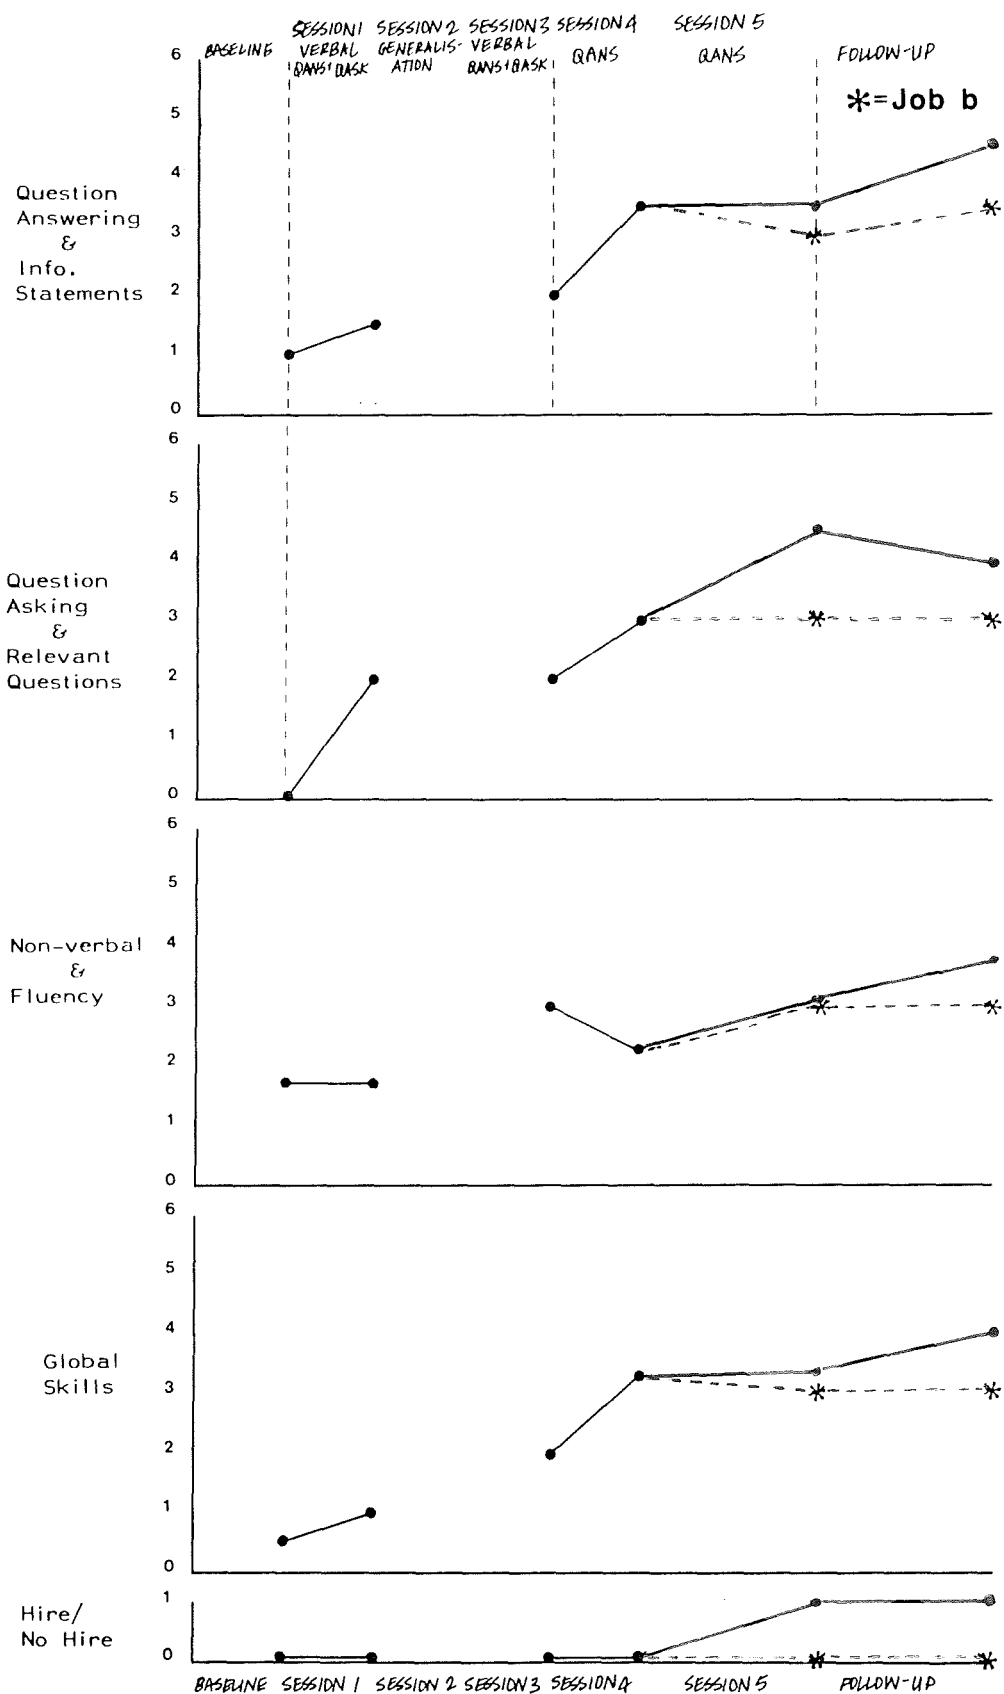 SESSION 1 SESSION 2 SESSION 3 SESSION 4 SESSION 5
BASELINE VERBAL GENERALIS- VERBAL QANS QANS FOLLOW-UP
QANS+QASK ATION QANS+QASK
*=Job b
6
5
4
3
2
1
0
Question
Answering
&
Info.
Statements
6
5
4
3
2
1
0
Question
Asking
&
Relevant
Questions
6
5
4
3
2
1
0
Non-verbal
&
Fluency
6
5
4
3
2
1
0
Global
Skills
1
0
Hire/
No Hire
BASELINE SESSION 1 SESSION 2 SESSION 3 SESSION 4 SESSION 5 FOLLOW-UP